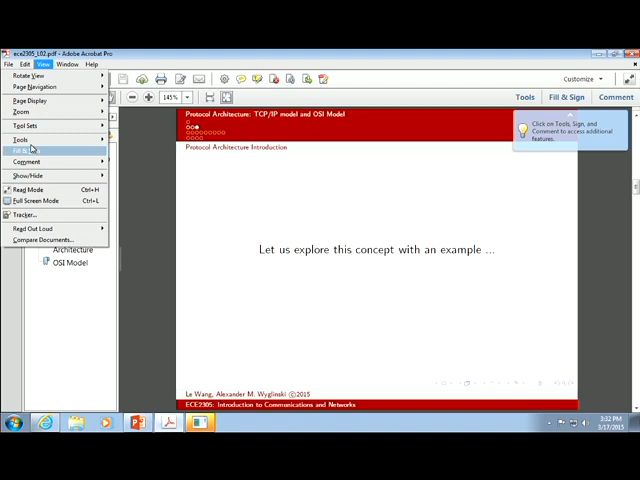 ece2305_L02.pdf - Adobe Acrobat Pro
File Edit View Window Help
Rotate View
Page Navigation
Page Display
Zoom
Tool Sets
Tools
Fill &
Comment
Show/Hide
Read Mode Ctrl+H
Full Screen Mode Ctrl+L
Tracker...
Read Out Loud
Compare Documents...
Architecture
OSI Model
145%
Customize
Tools Fill & Sign Comment
Click on Tools, Sign, and
Comment to access additional
features.
Protocol Architecture: TCP/IP model and OSI Model
Protocol Architecture Introduction
Let us explore this concept with an example ...
Le Wang, Alexander M. Wyglinski ©2015
ECE2305: Introduction to Communications and Networks
3:32 PM
3/17/2015